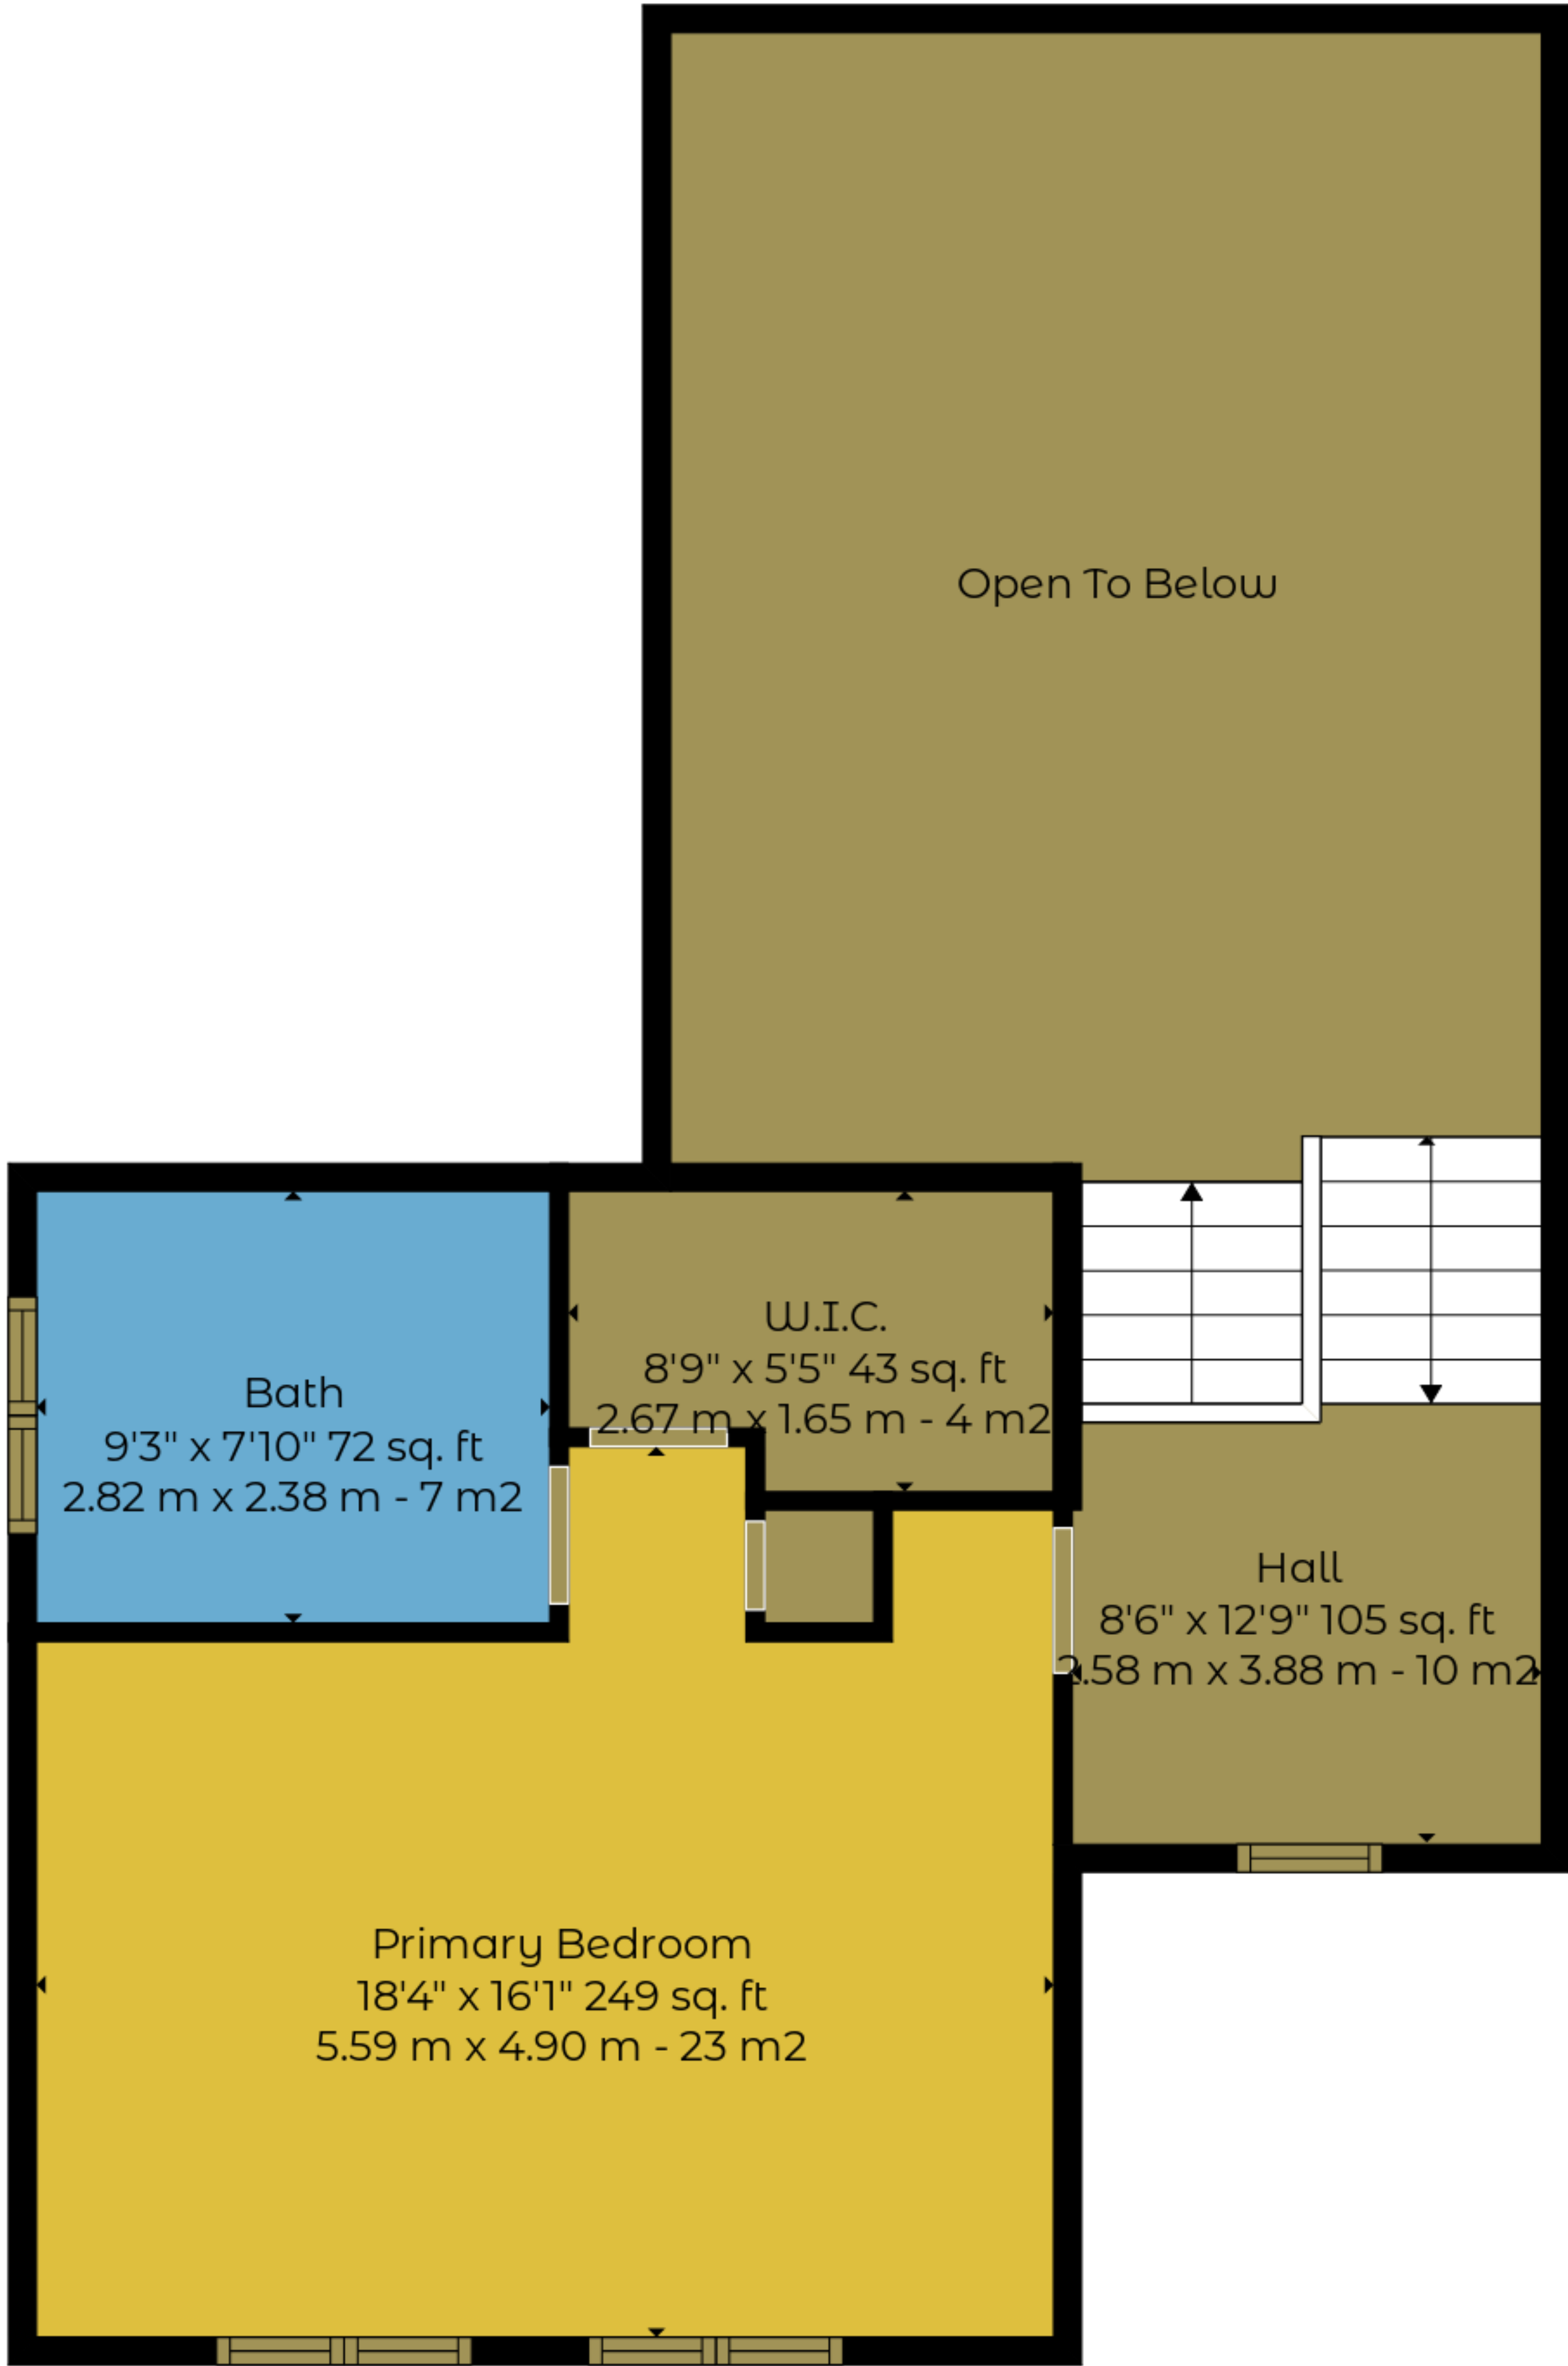 Open To Below
W.I.C.
8'9" x 5'5" 43 sq. ft
2.67 m x 1.65 m - 4 m2
Bath
9'3" x 7'10" 72 sq. ft
2.82 m x 2.38 m - 7 m2
Hall
8'6" x 12'9" 105 sq. ft
2.58 m x 3.88 m - 10 m2
Primary Bedroom
18'4" x 16'1" 249 sq. ft
5.59 m x 4.90 m - 23 m2